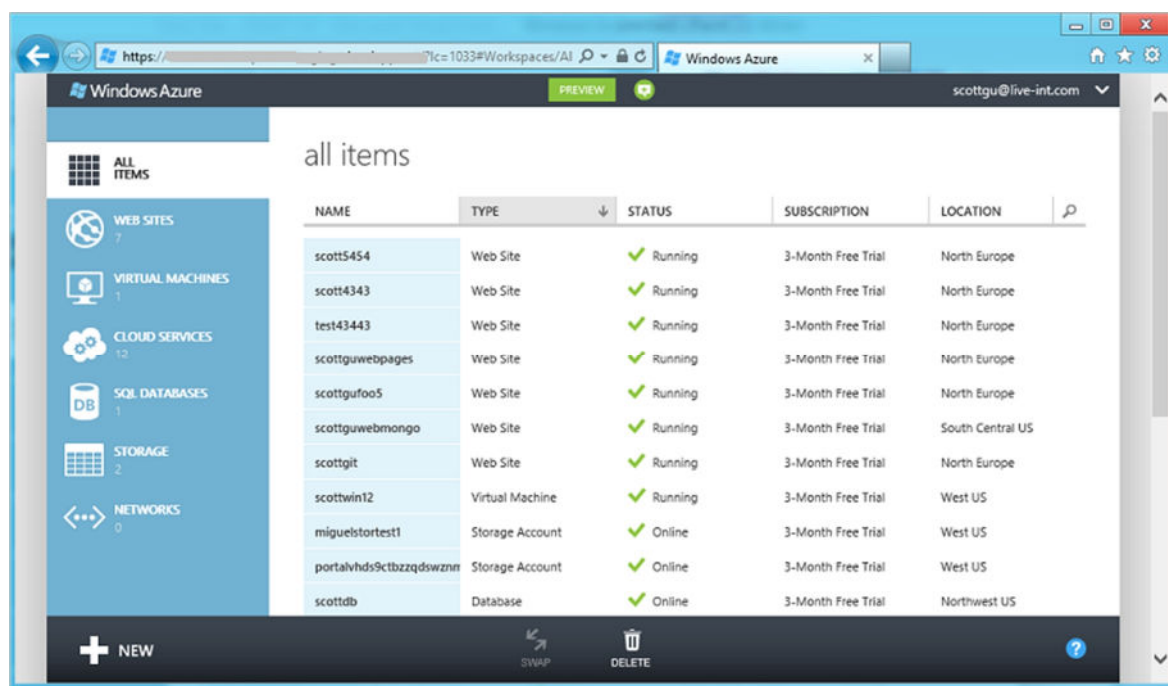 https:/
?lc=1033#Workspaces/Al
Windows Azure
Windows Azure
PREVIEW
scottgu@live-int.com
ALL ITEMS
WEB SITES
7
VIRTUAL MACHINES
1
CLOUD SERVICES
12
SQL DATABASES
1
DB
STORAGE
2
NETWORKS
0
all items
NAME TYPE STATUS SUBSCRIPTION LOCATION
scott5454 Web Site Running 3-Month Free Trial North Europe
scott4343 Web Site Running 3-Month Free Trial North Europe
test43443 Web Site Running 3-Month Free Trial North Europe
scottguwebpages Web Site Running 3-Month Free Trial North Europe
scottgufoo5 Web Site Running 3-Month Free Trial North Europe
scottguwebmongo Web Site Running 3-Month Free Trial South Central US
scottgit Web Site Running 3-Month Free Trial North Europe
scottwin12 Virtual Machine Running 3-Month Free Trial West US
miguelstortest1 Storage Account Online 3-Month Free Trial West US
portalvhds9ctbzzqdswznm Storage Account Online 3-Month Free Trial West US
scottdb Database Online 3-Month Free Trial Northwest US
NEW
SWAP
DELETE
?